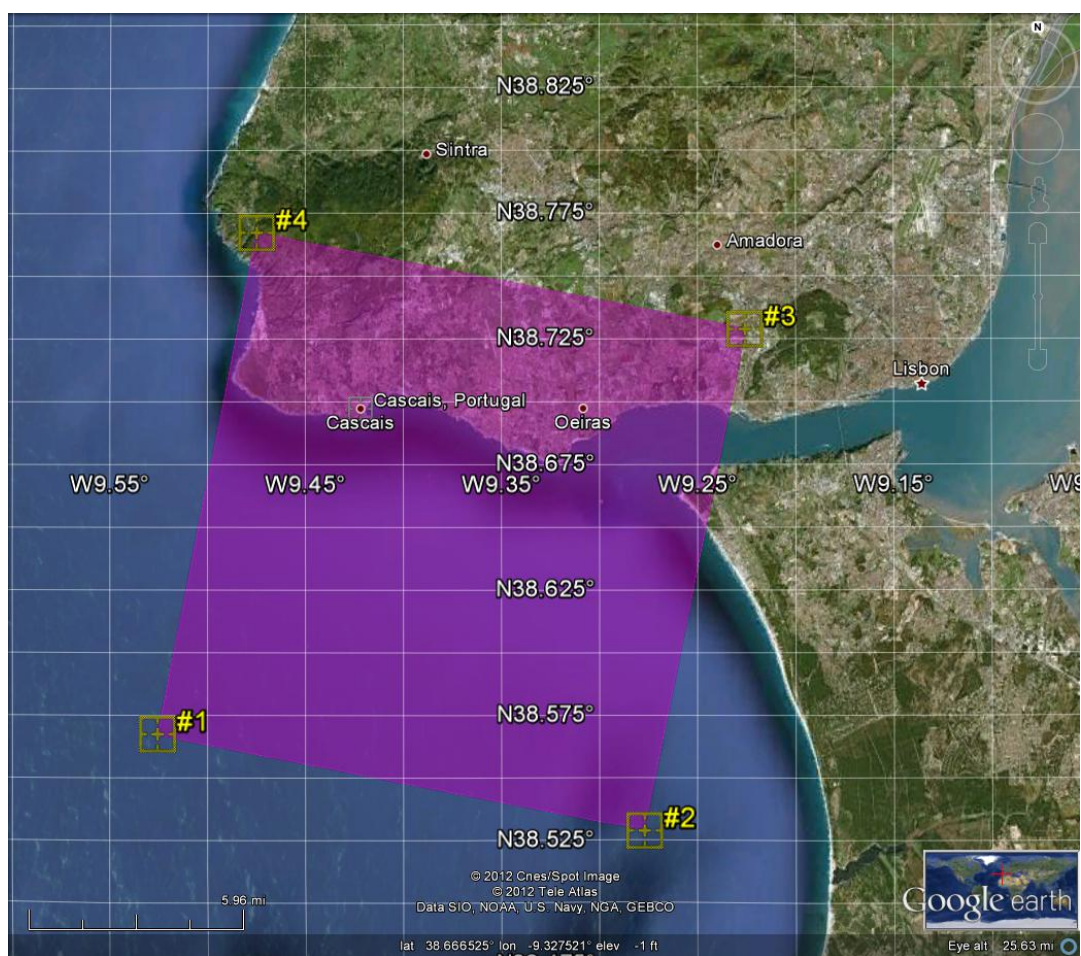 N
N38.825°
Sintra
#4
N38.775°
Amadora
#3
N38.725°
Lisbon
Cascais, Portugal
Cascais
Oeiras
N38.675°
W9.55°
W9.45°
W9.35°
W9.25°
W9.15°
W9
N38.625°
#1
N38.575°
#2
N38.525°
© 2012 Cnes/Spot Image
© 2012 Tele Atlas
Data SIO, NOAA, U.S. Navy, NGA, GEBCO
5.96 mi
Google earth
lat 38.666525° lon -9.327521° elev -1 ft
Eye alt 25.63 mi